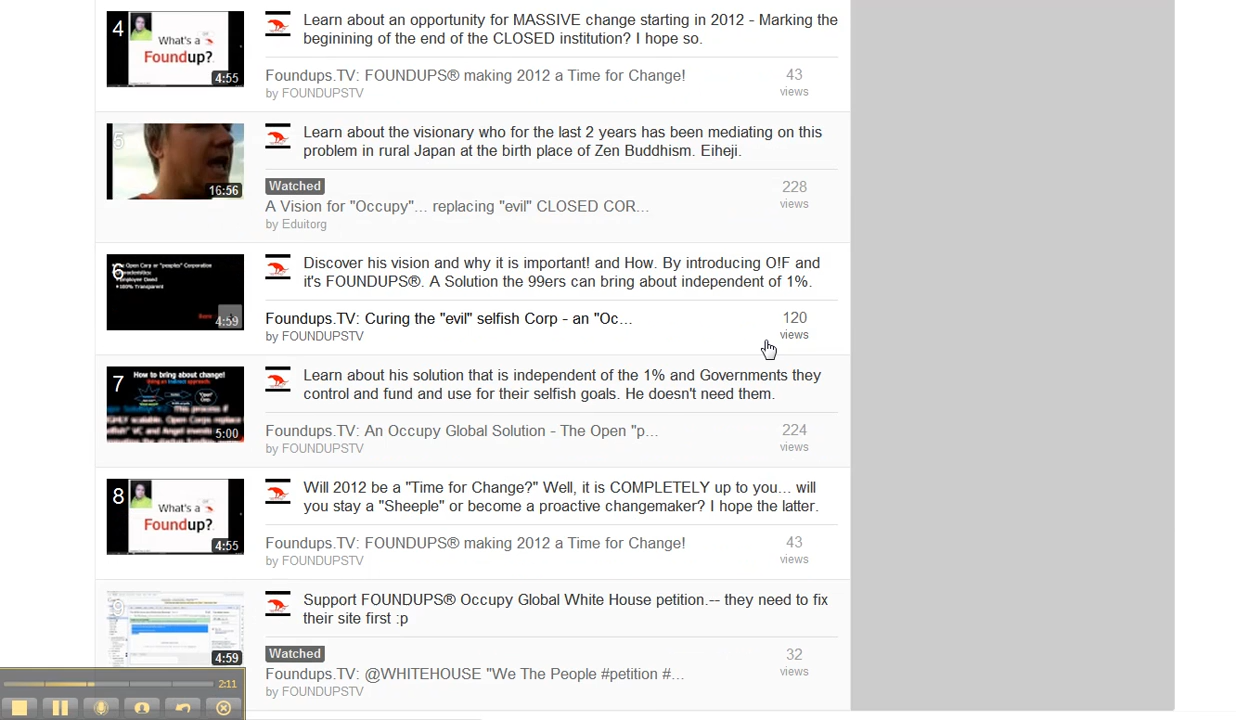 4
What's a
Foundup?
4:55
Learn about an opportunity for MASSIVE change starting in 2012 - Marking the
beginining of the end of the CLOSED institution? I hope so.
Foundups.TV: FOUNDUPS® making 2012 a Time for Change!
43
by FOUNDUPSTV
views
5
16:56
Learn about the visionary who for the last 2 years has been mediating on this
problem in rural Japan at the birth place of Zen Buddhism. Eiheji.
Watched
228
A Vision for "Occupy"... replacing "evil" CLOSED COR...
views
by Eduitorg
6
100% Transparent
4:59
Discover his vision and why it is important! and How. By introducing O!F and
it's FOUNDUPS®. A Solution the 99ers can bring about independent of 1%.
Foundups.TV: Curing the "evil" selfish Corp - an "Oc...
120
by FOUNDUPSTV
views
7
How to bring about change!
5:00
Learn about his solution that is independent of the 1% and Governments they
control and fund and use for their selfish goals. He doesn't need them.
Foundups.TV: An Occupy Global Solution - The Open "p...
224
by FOUNDUPSTV
views
8
What's a
Foundup?
4:55
Will 2012 be a "Time for Change?" Well, it is COMPLETELY up to you... will
you stay a "Sheeple" or become a proactive changemaker? I hope the latter.
Foundups.TV: FOUNDUPS® making 2012 a Time for Change!
43
by FOUNDUPSTV
views
9
4:59
Support FOUNDUPS® Occupy Global White House petition.-- they need to fix
their site first :p
Watched
32
Foundups.TV: @WHITEHOUSE "We The People #petition #...
views
by FOUNDUPSTV
2:11